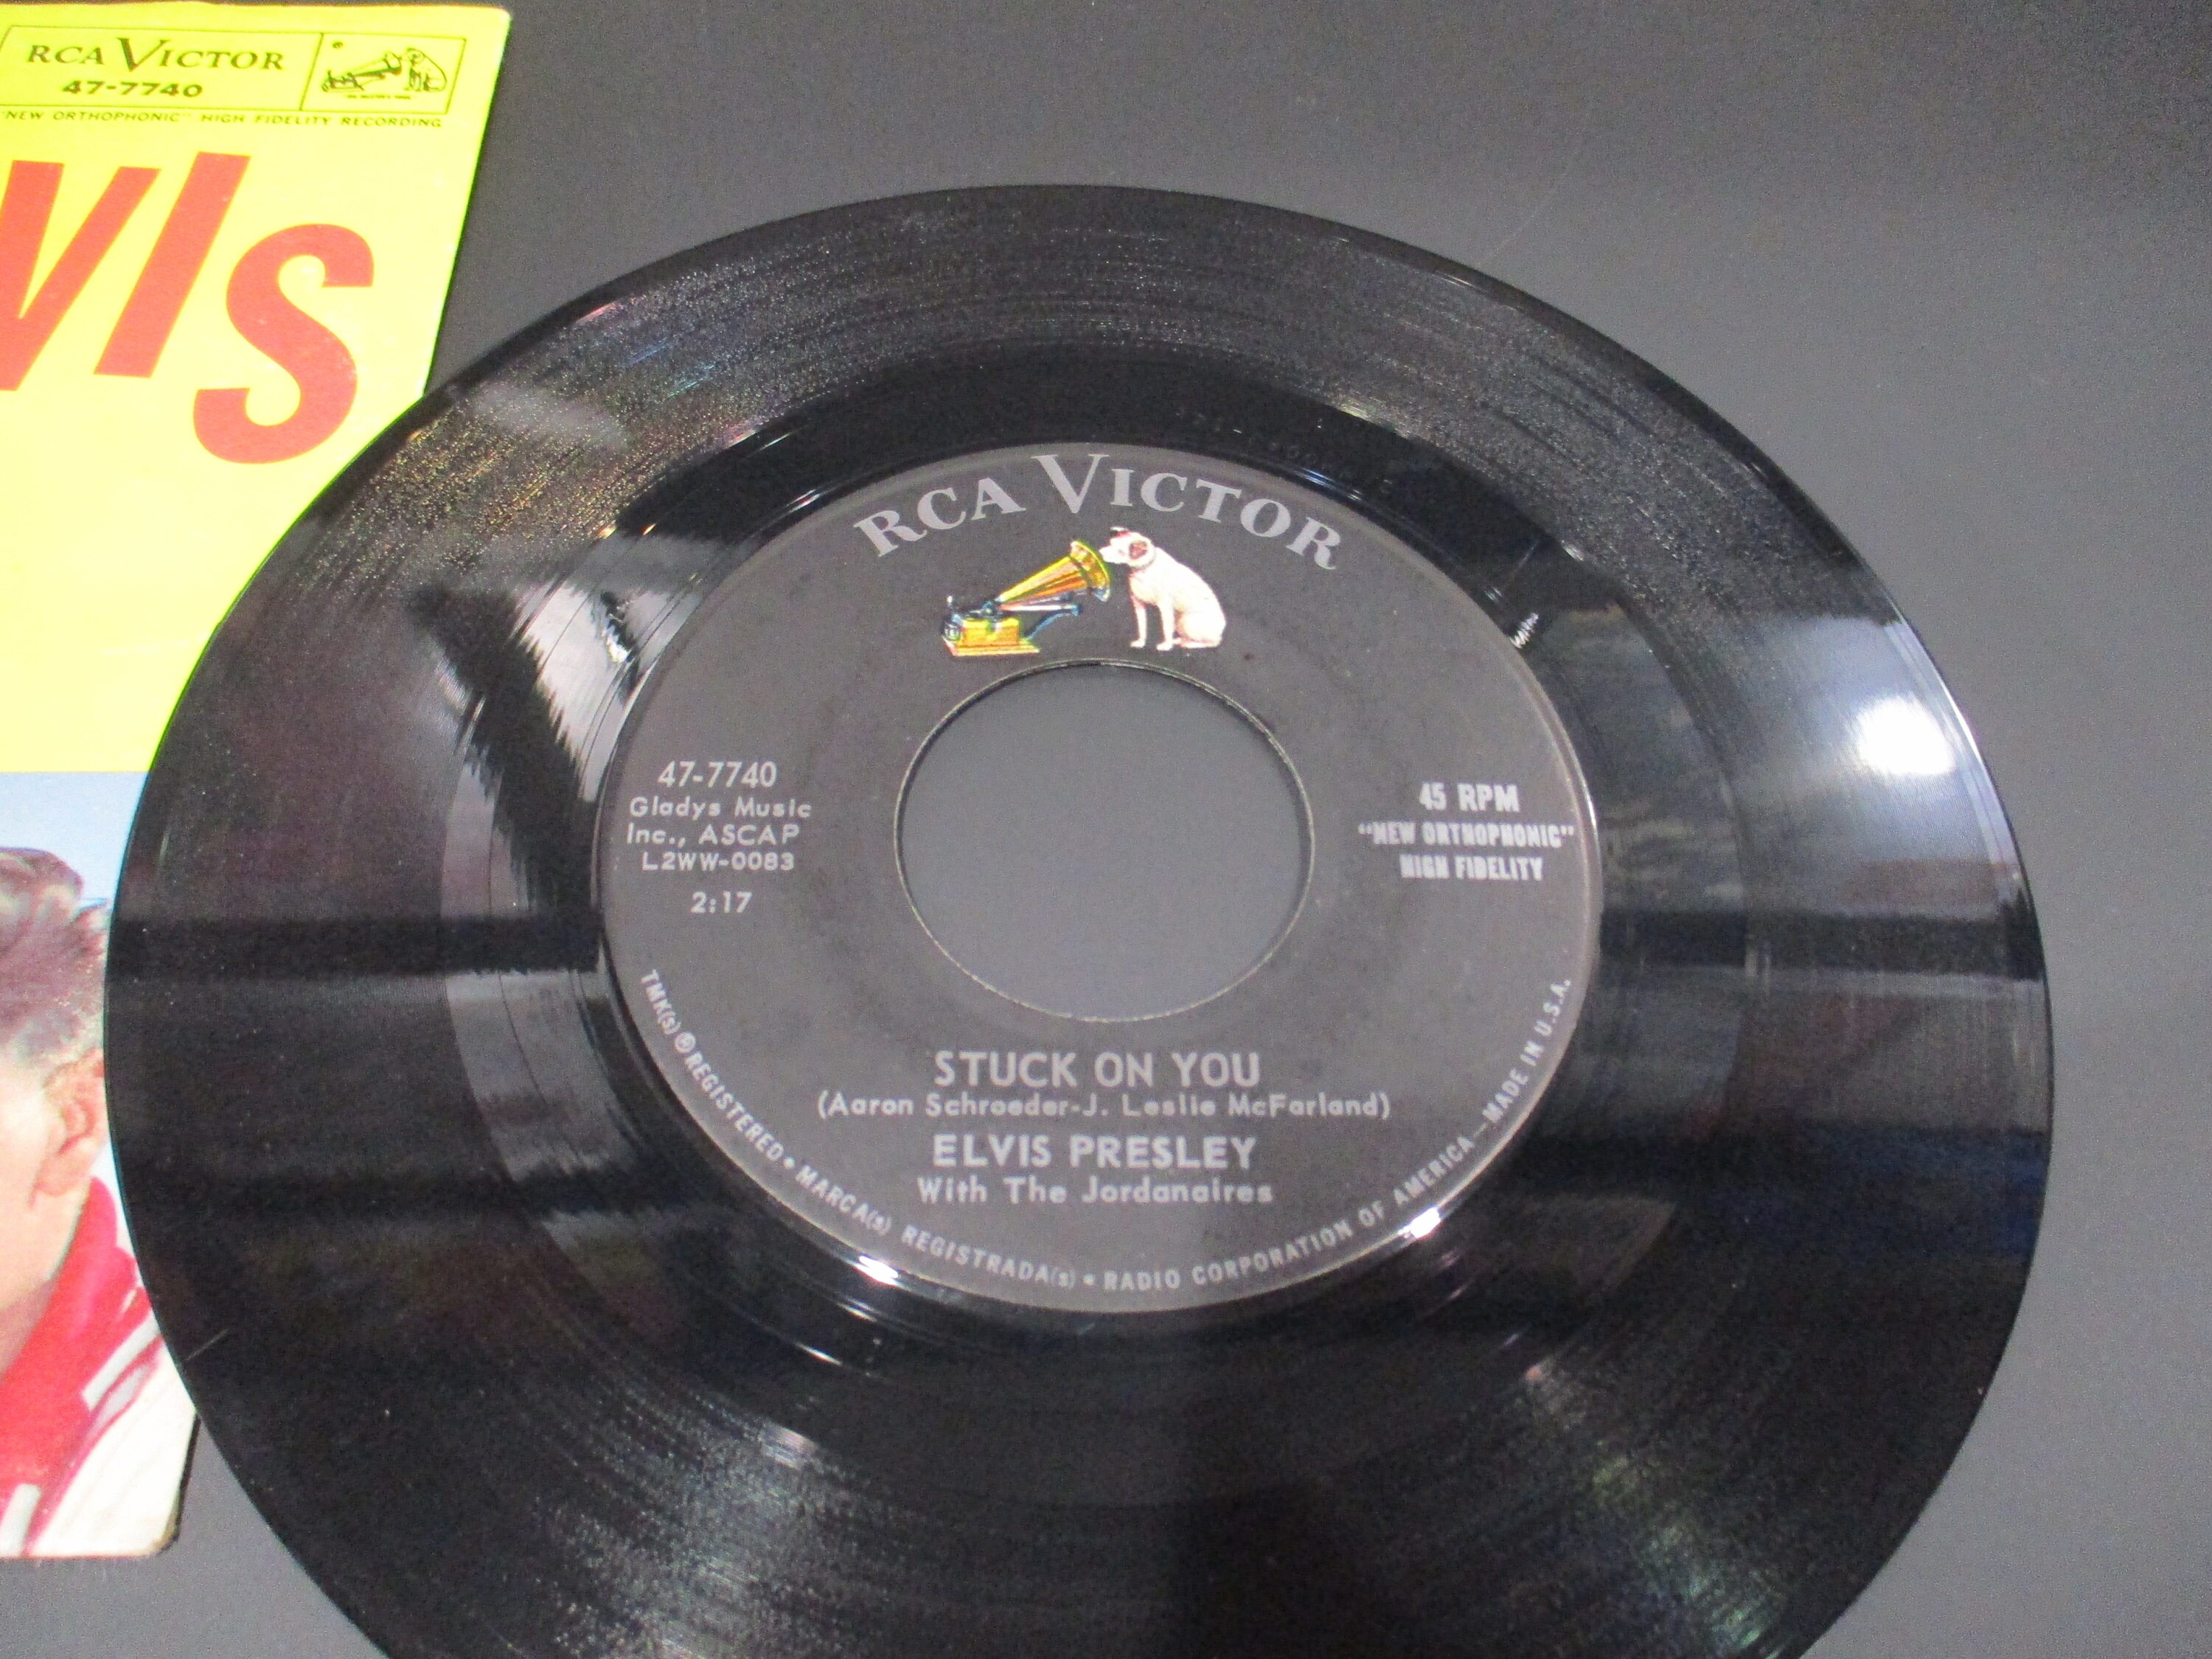 RCA VICTOR
47-7740
"NEW ORTHOPHONIC" HIGH FIDELITY RECORDING
VIS
RCA VICTOR
47-7740
Gladys Music
Inc., ASCAP
L2WW-0083
2:17
45 RPM
"NEW ORTHOPHONIC"
HIGH FIDELITY
STUCK ON YOU
(Aaron Schroeder-J. Leslie McFarland)
ELVIS PRESLEY
With The Jordanaires
TMK(s) ® REGISTERED • MARCA(s) REGISTRADA(s) • RADIO CORPORATION OF AMERICA—MADE IN U.S.A.